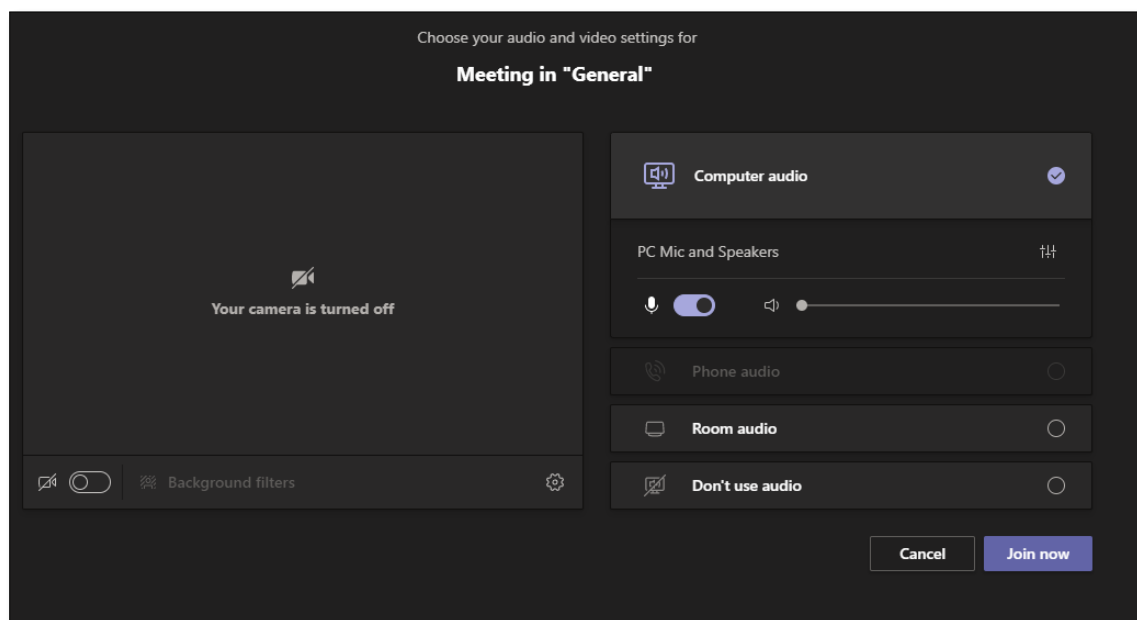 Choose your audio and video settings for
Meeting in "General"
Your camera is turned off
Background filters
Computer audio
PC Mic and Speakers
Phone audio
Room audio
Don't use audio
Cancel
Join now